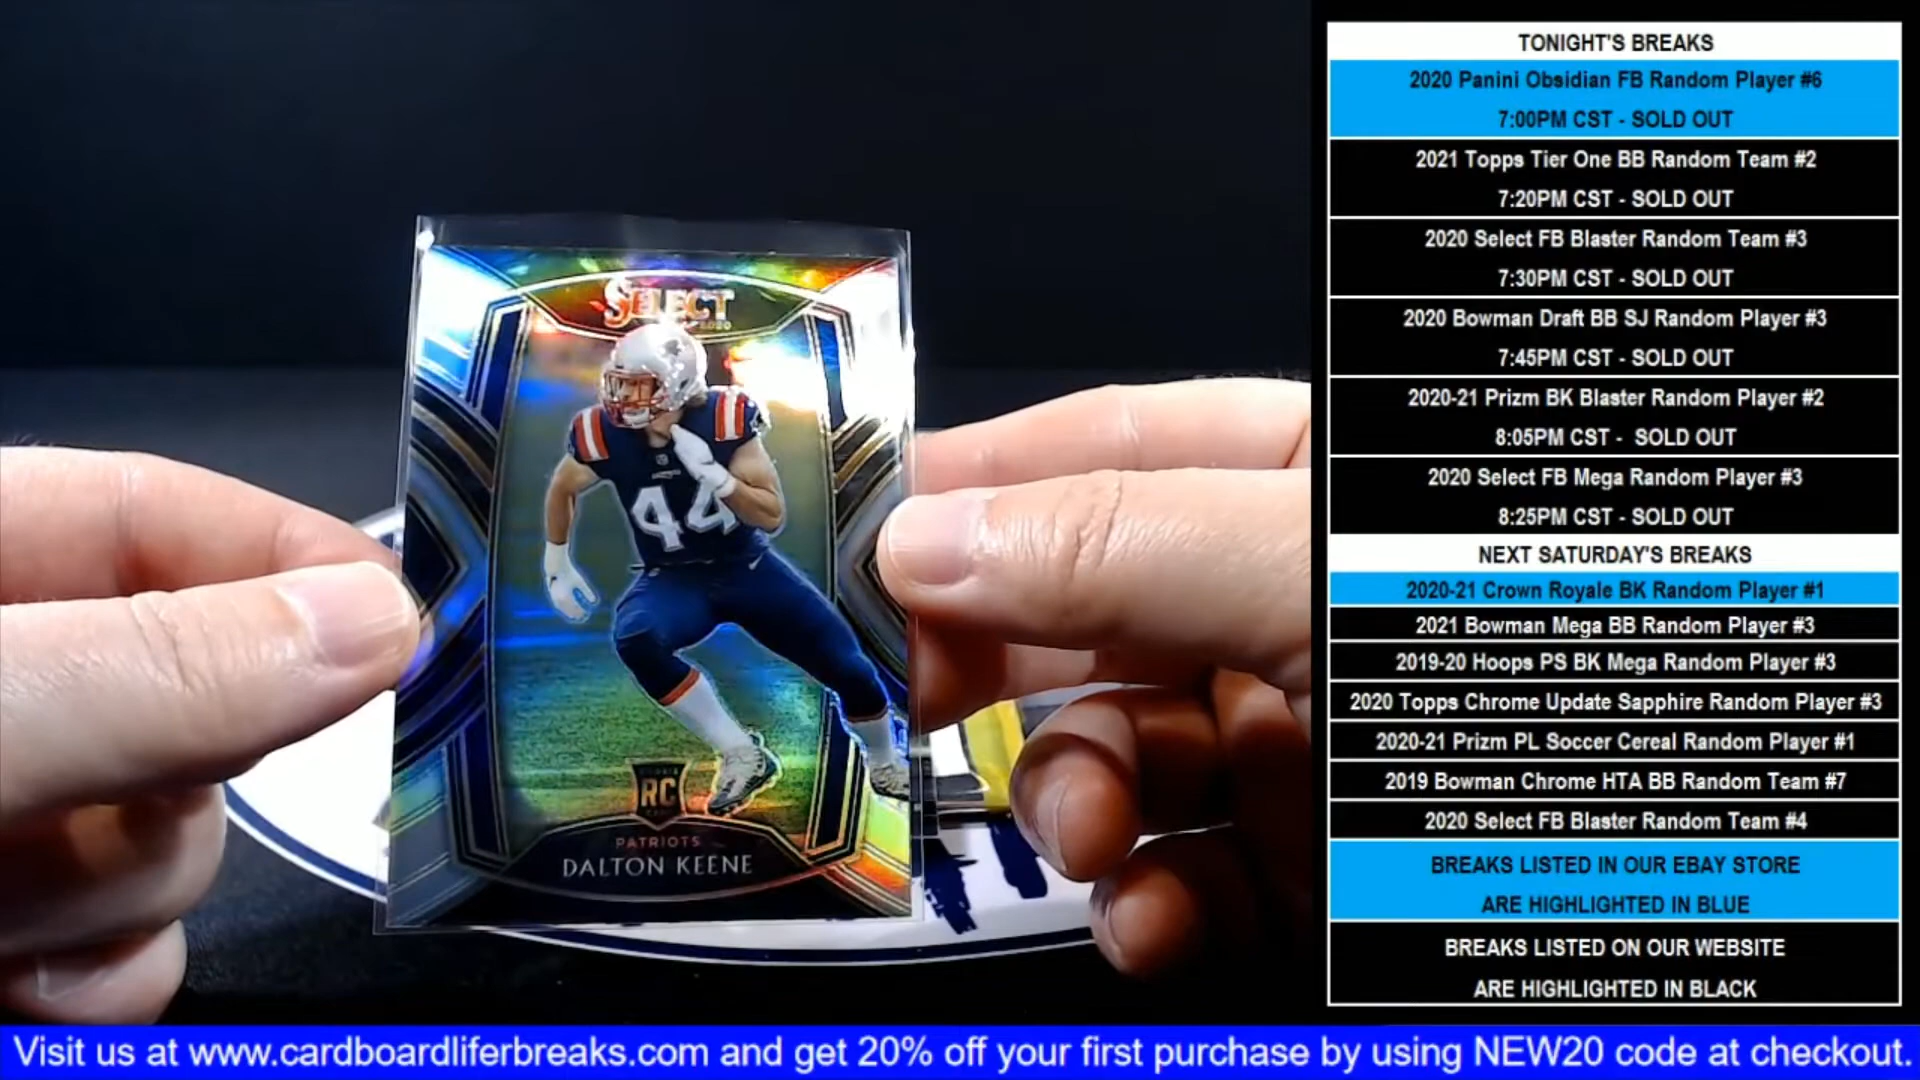 SELECT
2020
44
RC
PATRIOTS
DALTON KEENE
TONIGHT'S BREAKS
2020 Panini Obsidian FB Random Player #6
7:00PM CST - SOLD OUT
2021 Topps Tier One BB Random Team #2
7:20PM CST - SOLD OUT
2020 Select FB Blaster Random Team #3
7:30PM CST - SOLD OUT
2020 Bowman Draft BB SJ Random Player #3
7:45PM CST - SOLD OUT
2020-21 Prizm BK Blaster Random Player #2
8:05PM CST - SOLD OUT
2020 Select FB Mega Random Player #3
8:25PM CST - SOLD OUT
NEXT SATURDAY'S BREAKS
2020-21 Crown Royale BK Random Player #1
2021 Bowman Mega BB Random Player #3
2019-20 Hoops PS BK Mega Random Player #3
2020 Topps Chrome Update Sapphire Random Player #3
2020-21 Prizm PL Soccer Cereal Random Player #1
2019 Bowman Chrome HTA BB Random Team #7
2020 Select FB Blaster Random Team #4
BREAKS LISTED IN OUR EBAY STORE
ARE HIGHLIGHTED IN BLUE
BREAKS LISTED ON OUR WEBSITE
ARE HIGHLIGHTED IN BLACK
Visit us at www.cardboardliferbreaks.com and get 20% off your first purchase by using NEW20 code at checkout.